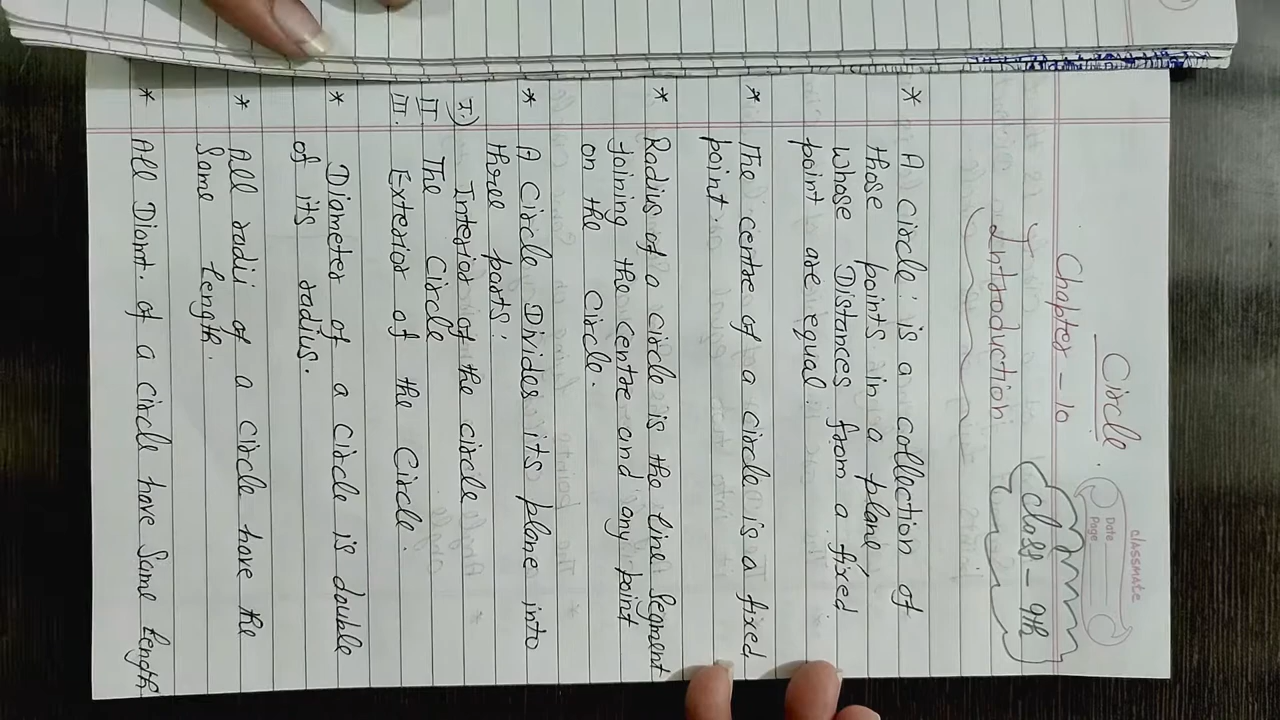 classmate
Date
Page
Circle.
Chapter - 10
Class - 9th
Introduction
* A circle is a collection of
those points in a plane
whose Distances from a fixed
point are equal.
* The centre of a circle is a fixed
point.
* Radius of a circle is the line segment
Joining the centre and any point
on the circle.
* A Circle Divides its plane into
three parts:
I) Interior of the circle
II. The Circle
III. Exterior of the Circle.
* Diameter of a circle is double
of its radius.
* All radi of a circle have the
Same length.
* All Diamt. of a circle have Same length